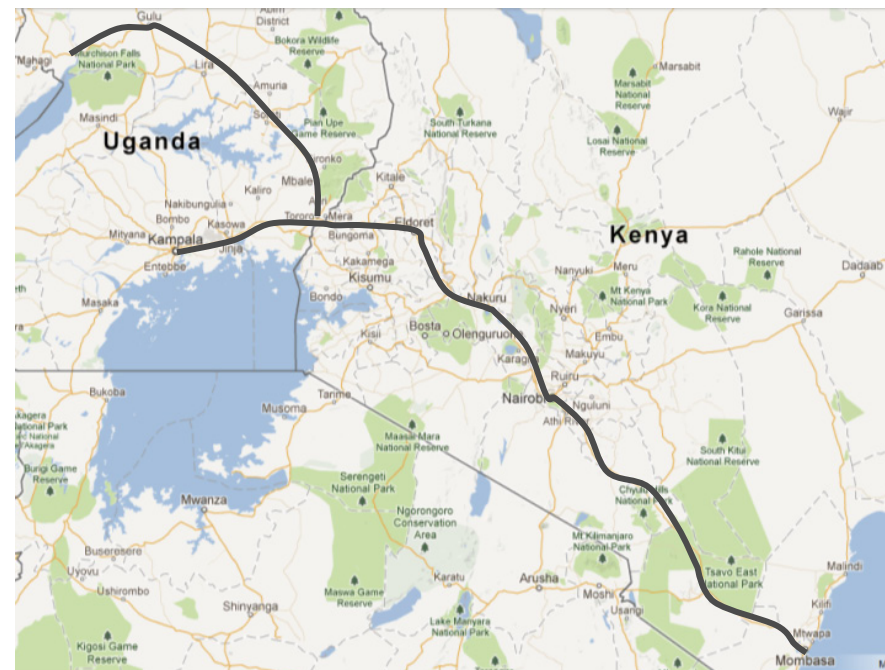 Gulu
Abim
District
Bokora Wildlife
Reserve
Murchison Falls
National Park
Mahagi
Lira
Amuria
Masindi
Pian Upe
Game Reserve
South Turkana
National Reserve
Marsabit
Marsabit
National
Reserve
Losai National
Reserve
Wajir
Uganda
Mbale
Kitale
Nakibungulia
Kaliro
Bombo
Kasowa
Tororo
Mera
Eldoret
Mityana
Kampala
Jinja
Bungoma
Kenya
Entebbe
Kakamega
Kisumu
Nanyuki
Meru
Rahole National
Reserve
Dadaab
Masaka
Bondo
Nakuru
Mt Kenya
National Park
Kora National
Reserve
Nyeri
Garissa
Kisii
Bosta
Olenguruone
Embu
Karagita
Makuyu
Ruiru
Bukoba
Musoma
Tarime
Nairobi
Nguluni
Athi River
Akagera
National Park
Maasai Mara
National Reserve
South Kitui
National Reserve
Burigi Game
Reserve
Serengeti
National Park
Chyulu Hills
National Park
Mwanza
Ngorongoro
Conservation
Area
Mt Kilimanjaro
National Park
Buseresere
Tsavo East
National Park
Malindi
Uyovu
Ushirombo
Maswa Game
Reserve
Karatu
Arusha
Moshi
Usangi
Shinyanga
Kilifi
Lake Manyara
National Park
Mtwapa
Kigosi Game
Reserve
Mombasa